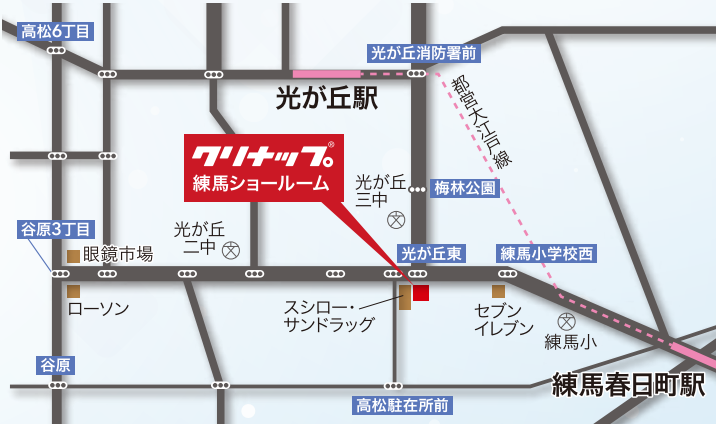 高松6丁目
光が丘消防署前
光が丘駅
都営大江戸線
クリナップ®
練馬ショールーム
光が丘
三中
梅林公園
谷原3丁目
眼鏡市場
光が丘
二中
光が丘東
練馬小学校西
ローソン
スシロー・
サンドラッグ
セブン
イレブン
練馬小
谷原
練馬春日町駅
高松駐在所前